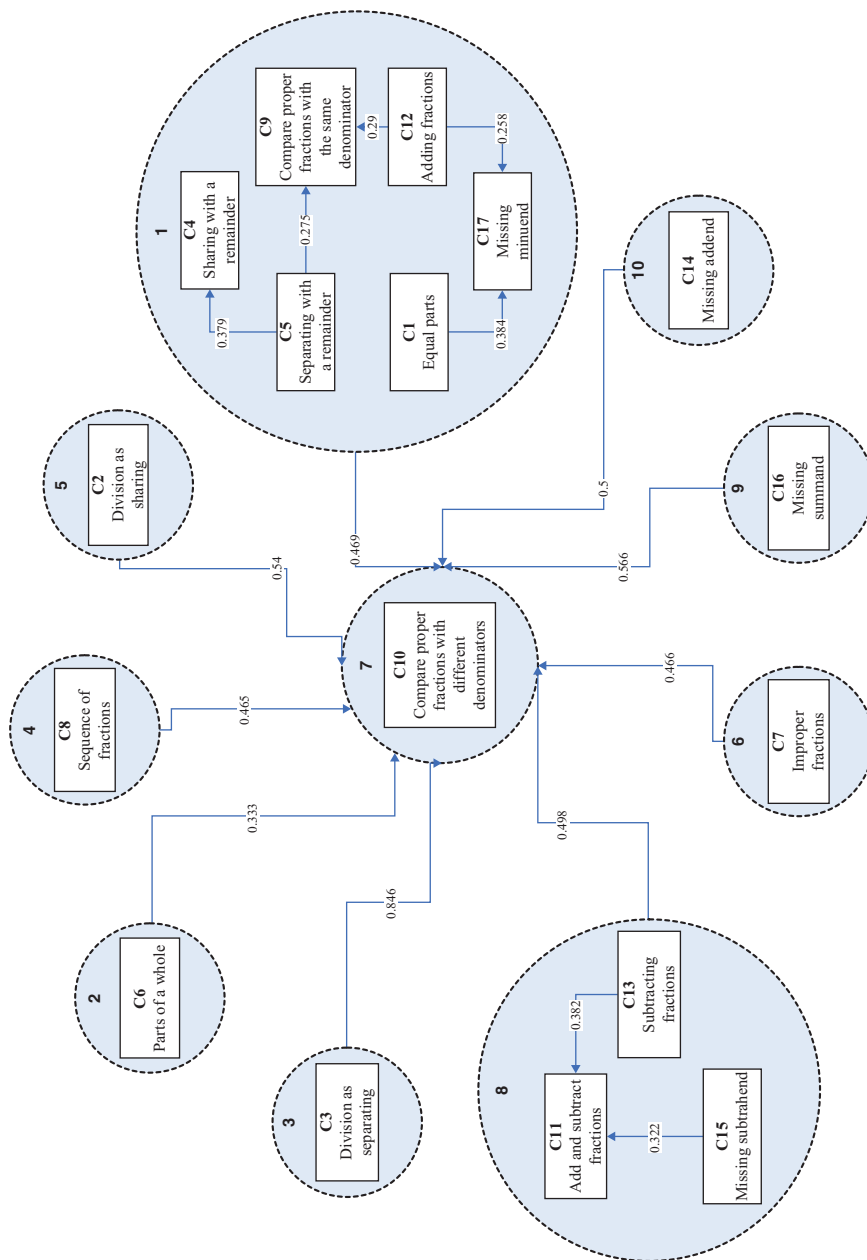 2
C6
Parts of a whole
4
C8
Sequence of
fractions
5
C2
Division as
sharing
3
C3
Division as
separating
0.333
0.465
0.54
0.846
1
C4
Sharing with a
remainder
0.379
C5
Separating with
a remainder
0.275
C9
Compare proper
fractions with
the same
denominator
0.29
C1
Equal parts
C12
Adding fractions
0.384
C17
Missing
minuend
0.258
7
C10
Compare proper
fractions with
different
denominators
0.469
8
C11
Add and subtract
fractions
0.382
C13
Subtracting
fractions
0.322
C15
Missing subtrahend
0.498
0.466
0.566
0.5
6
C7
Improper
fractions
9
C16
Missing
summand
10
C14
Missing addend